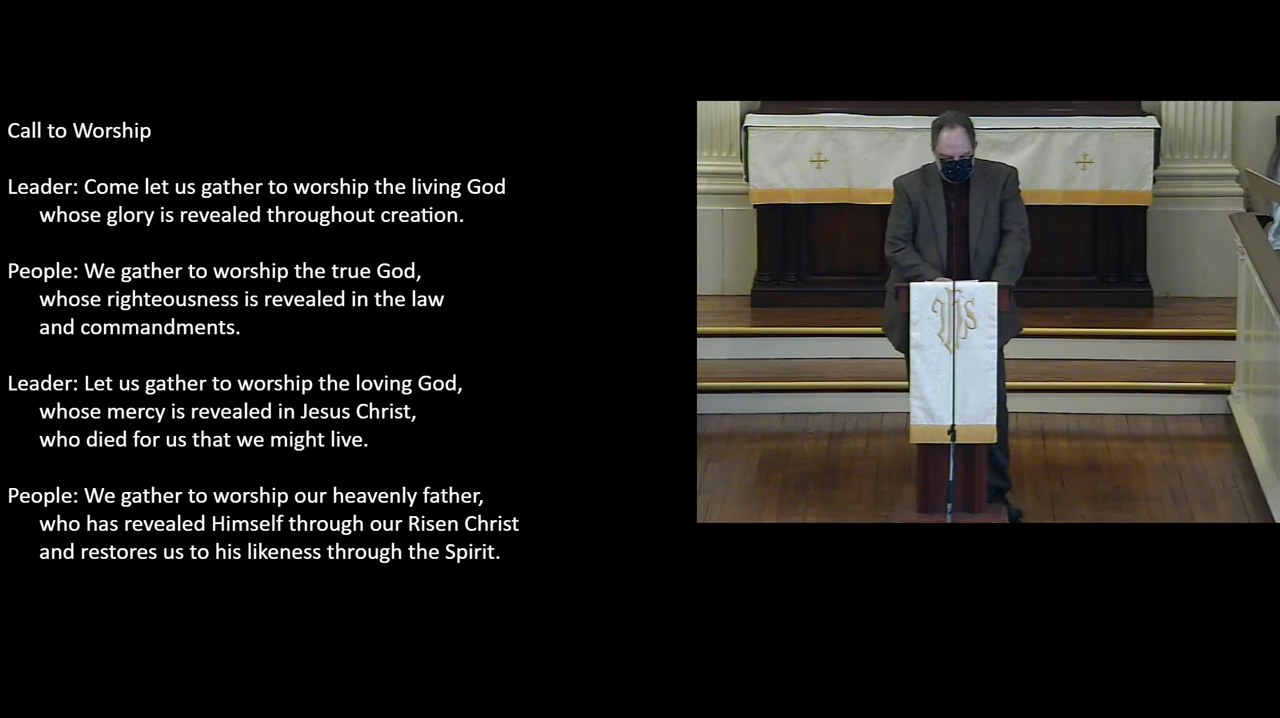 Call to Worship
Leader: Come let us gather to worship the living God
whose glory is revealed throughout creation.
People: We gather to worship the true God,
whose righteousness is revealed in the law
and commandments.
Leader: Let us gather to worship the loving God,
whose mercy is revealed in Jesus Christ,
who died for us that we might live.
People: We gather to worship our heavenly father,
who has revealed Himself through our Risen Christ
and restores us to his likeness through the Spirit.
IHS